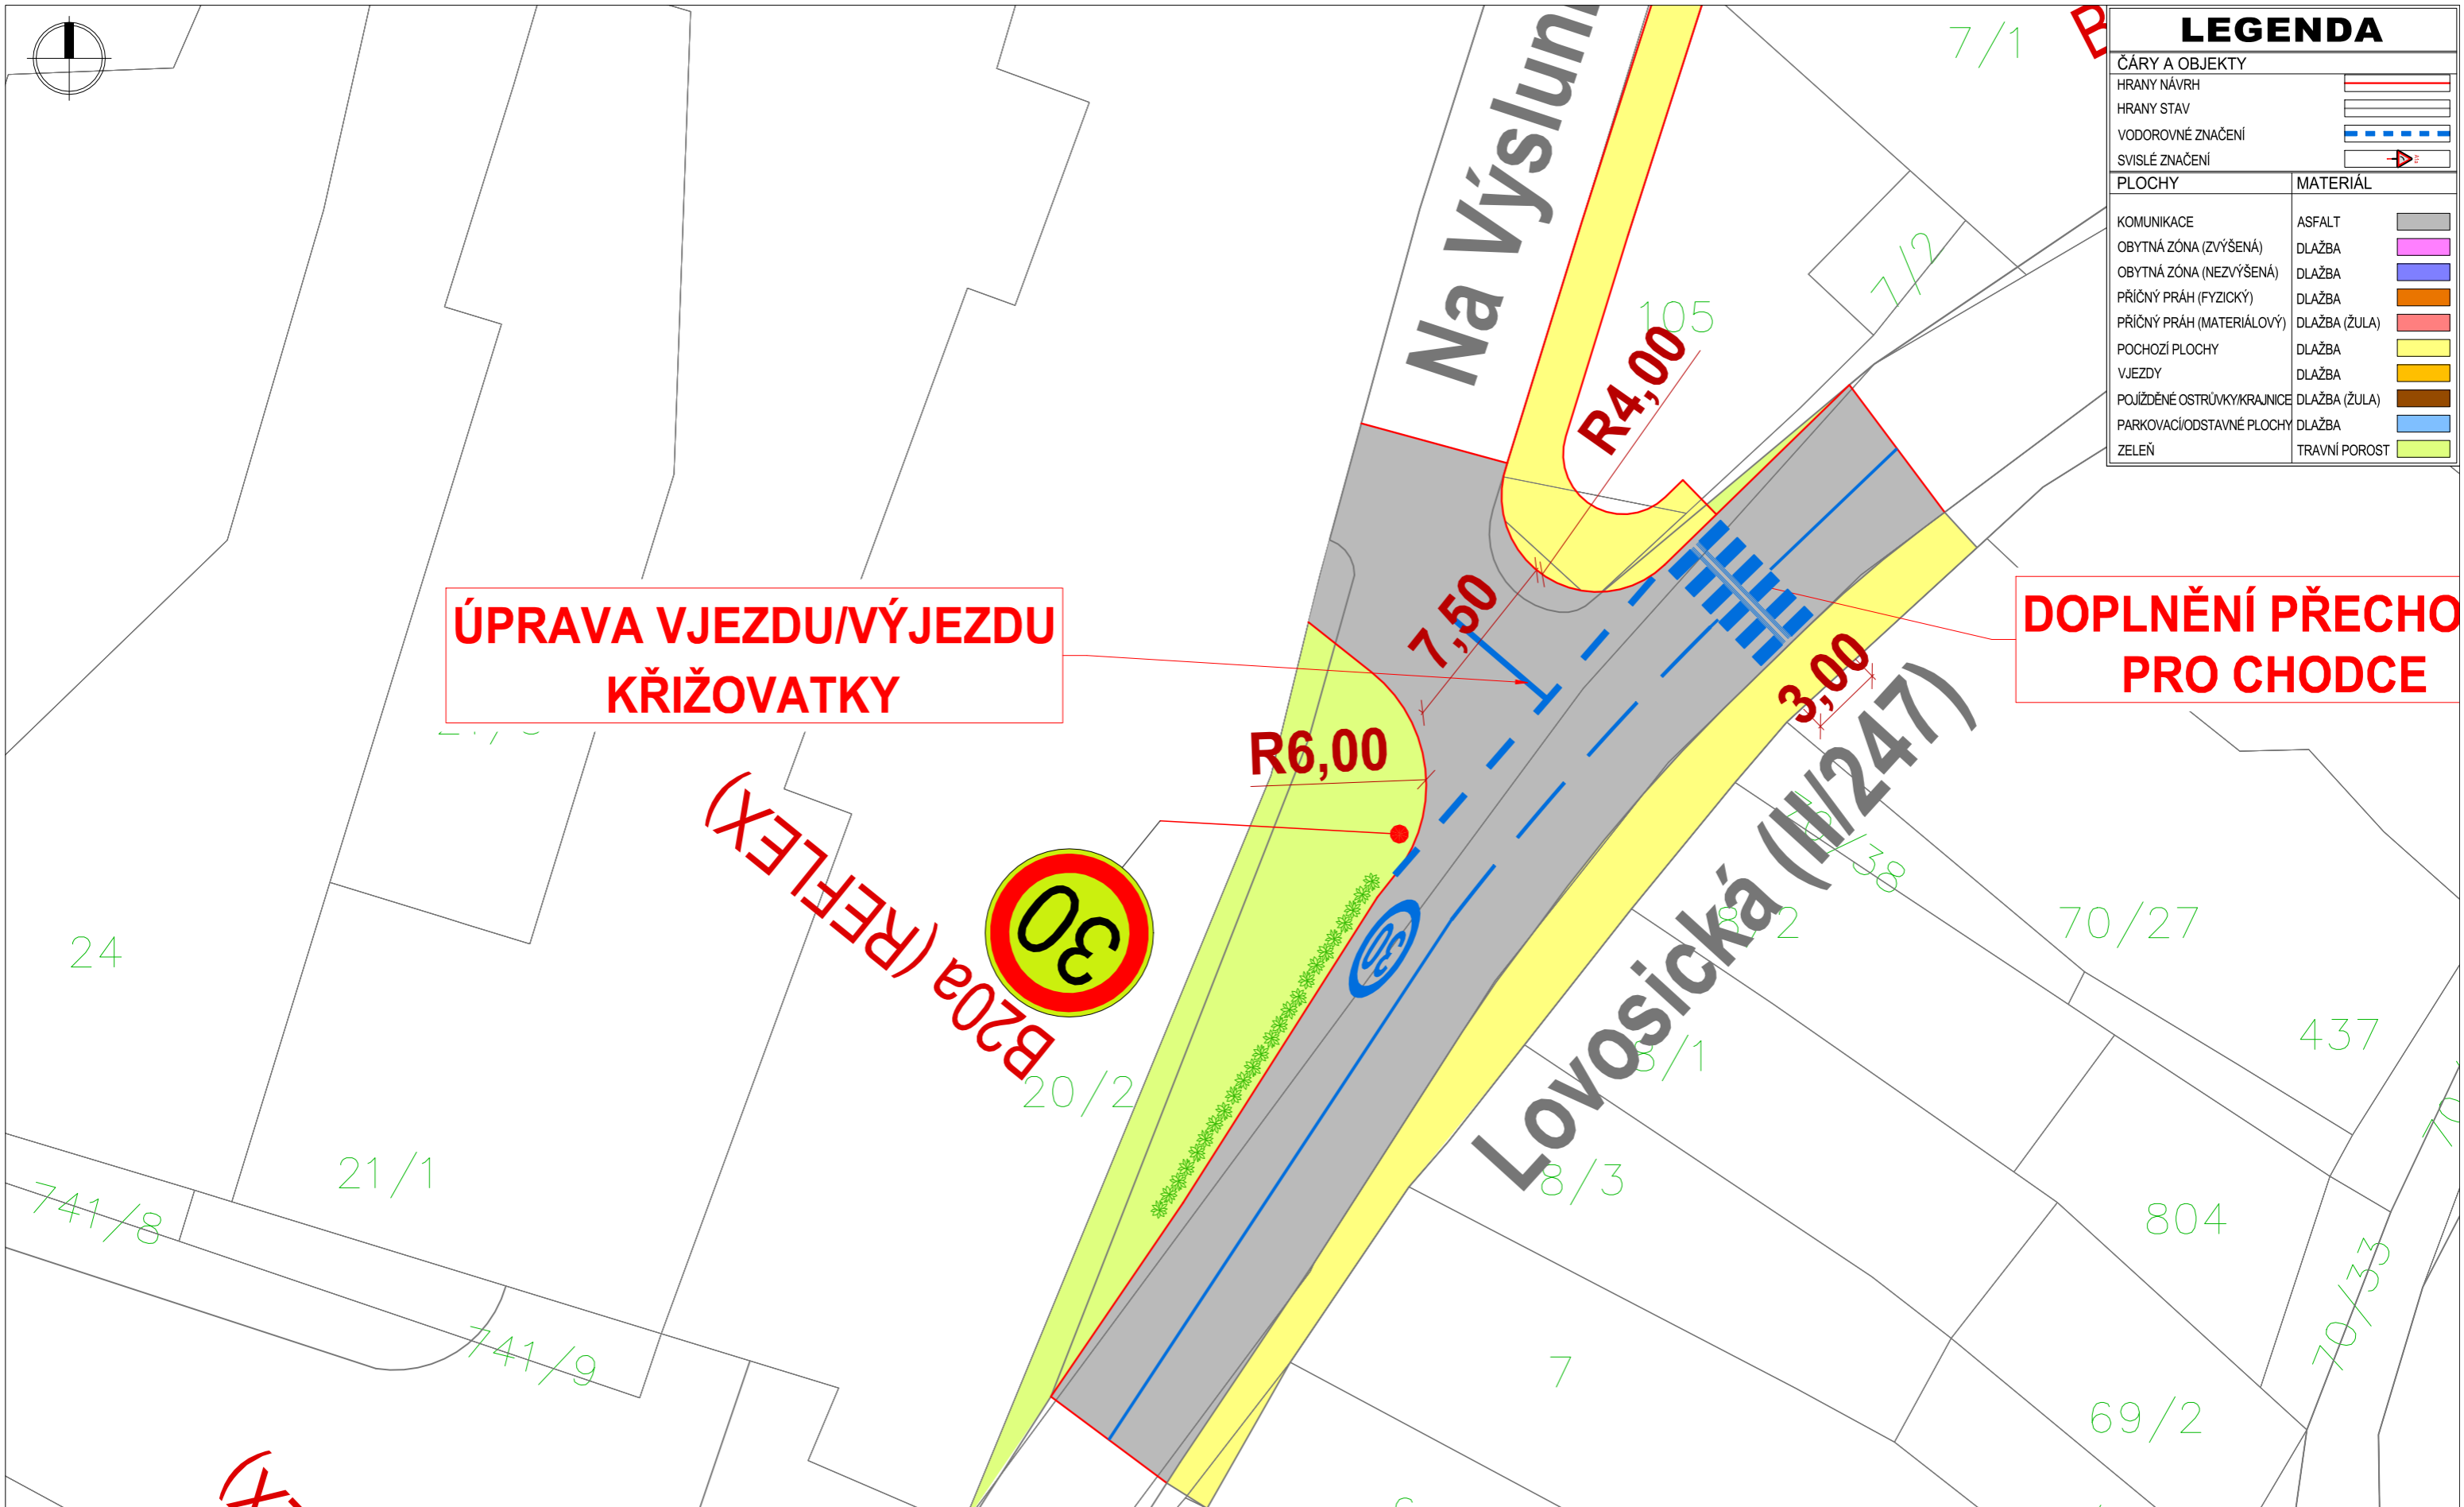 LEGENDA
ČÁRY A OBJEKTY
HRANY NÁVRH
HRANY STAV
VODOROVNÉ ZNAČENÍ
SVISLÉ ZNAČENÍ
PLOCHY MATERIÁL
KOMUNIKACE ASFALT
OBYTNÁ ZÓNA (ZVÝŠENÁ) DLAŽBA
OBYTNÁ ZÓNA (NEZVÝŠENÁ) DLAŽBA
PŘÍČNÝ PRÁH (FYZICKÝ) DLAŽBA
PŘÍČNÝ PRÁH (MATERIÁLOVÝ) DLAŽBA (ŽULA)
POCHOZÍ PLOCHY DLAŽBA
VJEZDY DLAŽBA
POJÍŽDĚNÉ OSTRŮVKY/KRAJNICE DLAŽBA (ŽULA)
PARKOVACÍ/ODSTAVNÉ PLOCHY DLAŽBA
ZELEŇ TRAVNÍ POROST
7/1
Na Výsluní
7/2
105
R4,00
ÚPRAVA VJEZDU/VÝJEZDU
KŘIŽOVATKY
7,50
DOPLNĚNÍ PŘECHO
PRO CHODCE
3,00
R6,00
Lovosická (II/247)
B20a (REFLEX)
30
30
24
8/2
70/27
437
8/1
20/2
21/1
741/8
8/3
804
70/33
741/9
7
69/2